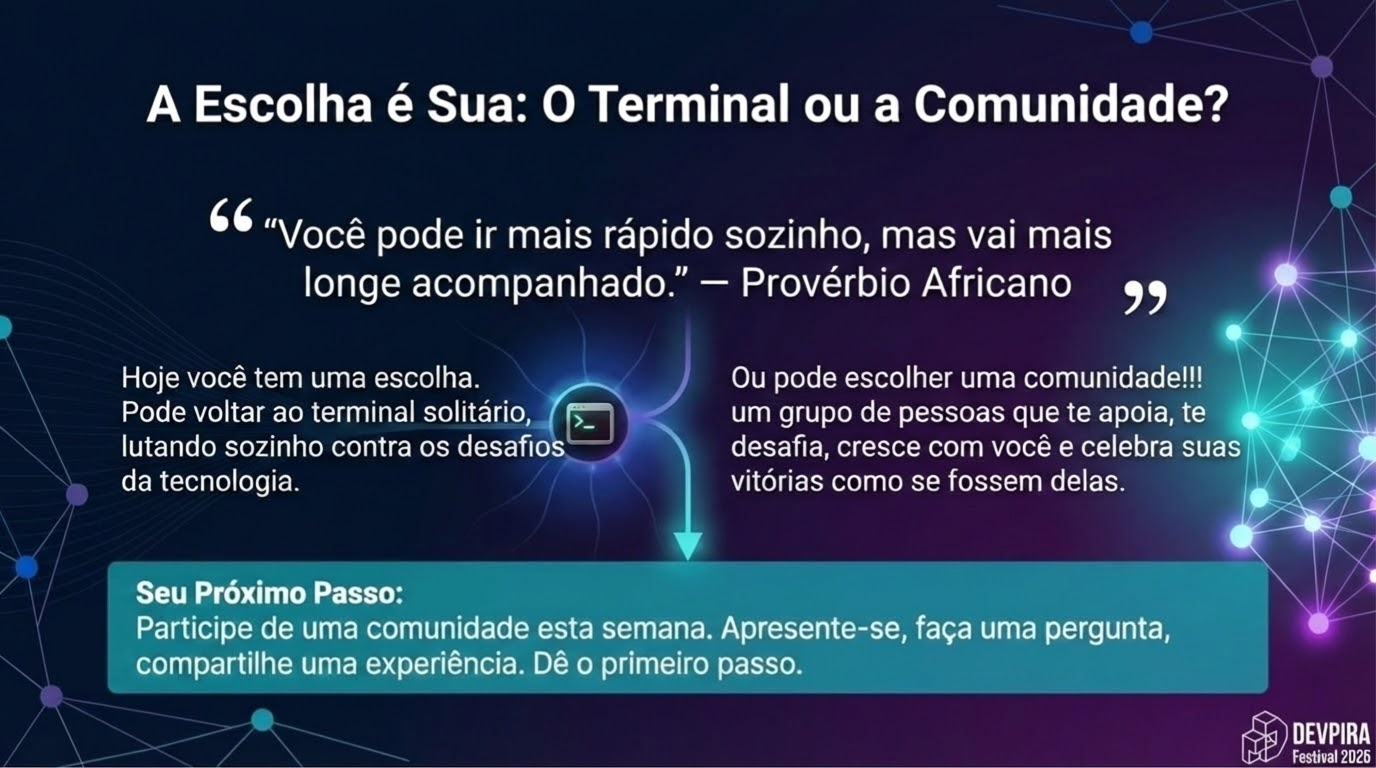 A Escolha é Sua: O Terminal ou a Comunidade?
“ “Você pode ir mais rápido sozinho, mas vai mais
longe acompanhado.” — Provérbio Africano ”
Hoje você tem uma escolha.
Pode voltar ao terminal solitário,
lutando sozinho contra os desafios
da tecnologia.
>_
Ou pode escolher uma comunidade!!!
um grupo de pessoas que te apoia, te
desafia, cresce com você e celebra suas
vitórias como se fossem delas.
Seu Próximo Passo:
Participe de uma comunidade esta semana. Apresente-se, faça uma pergunta,
compartilhe uma experiência. Dê o primeiro passo.
DEVPIRA
Festival 2026